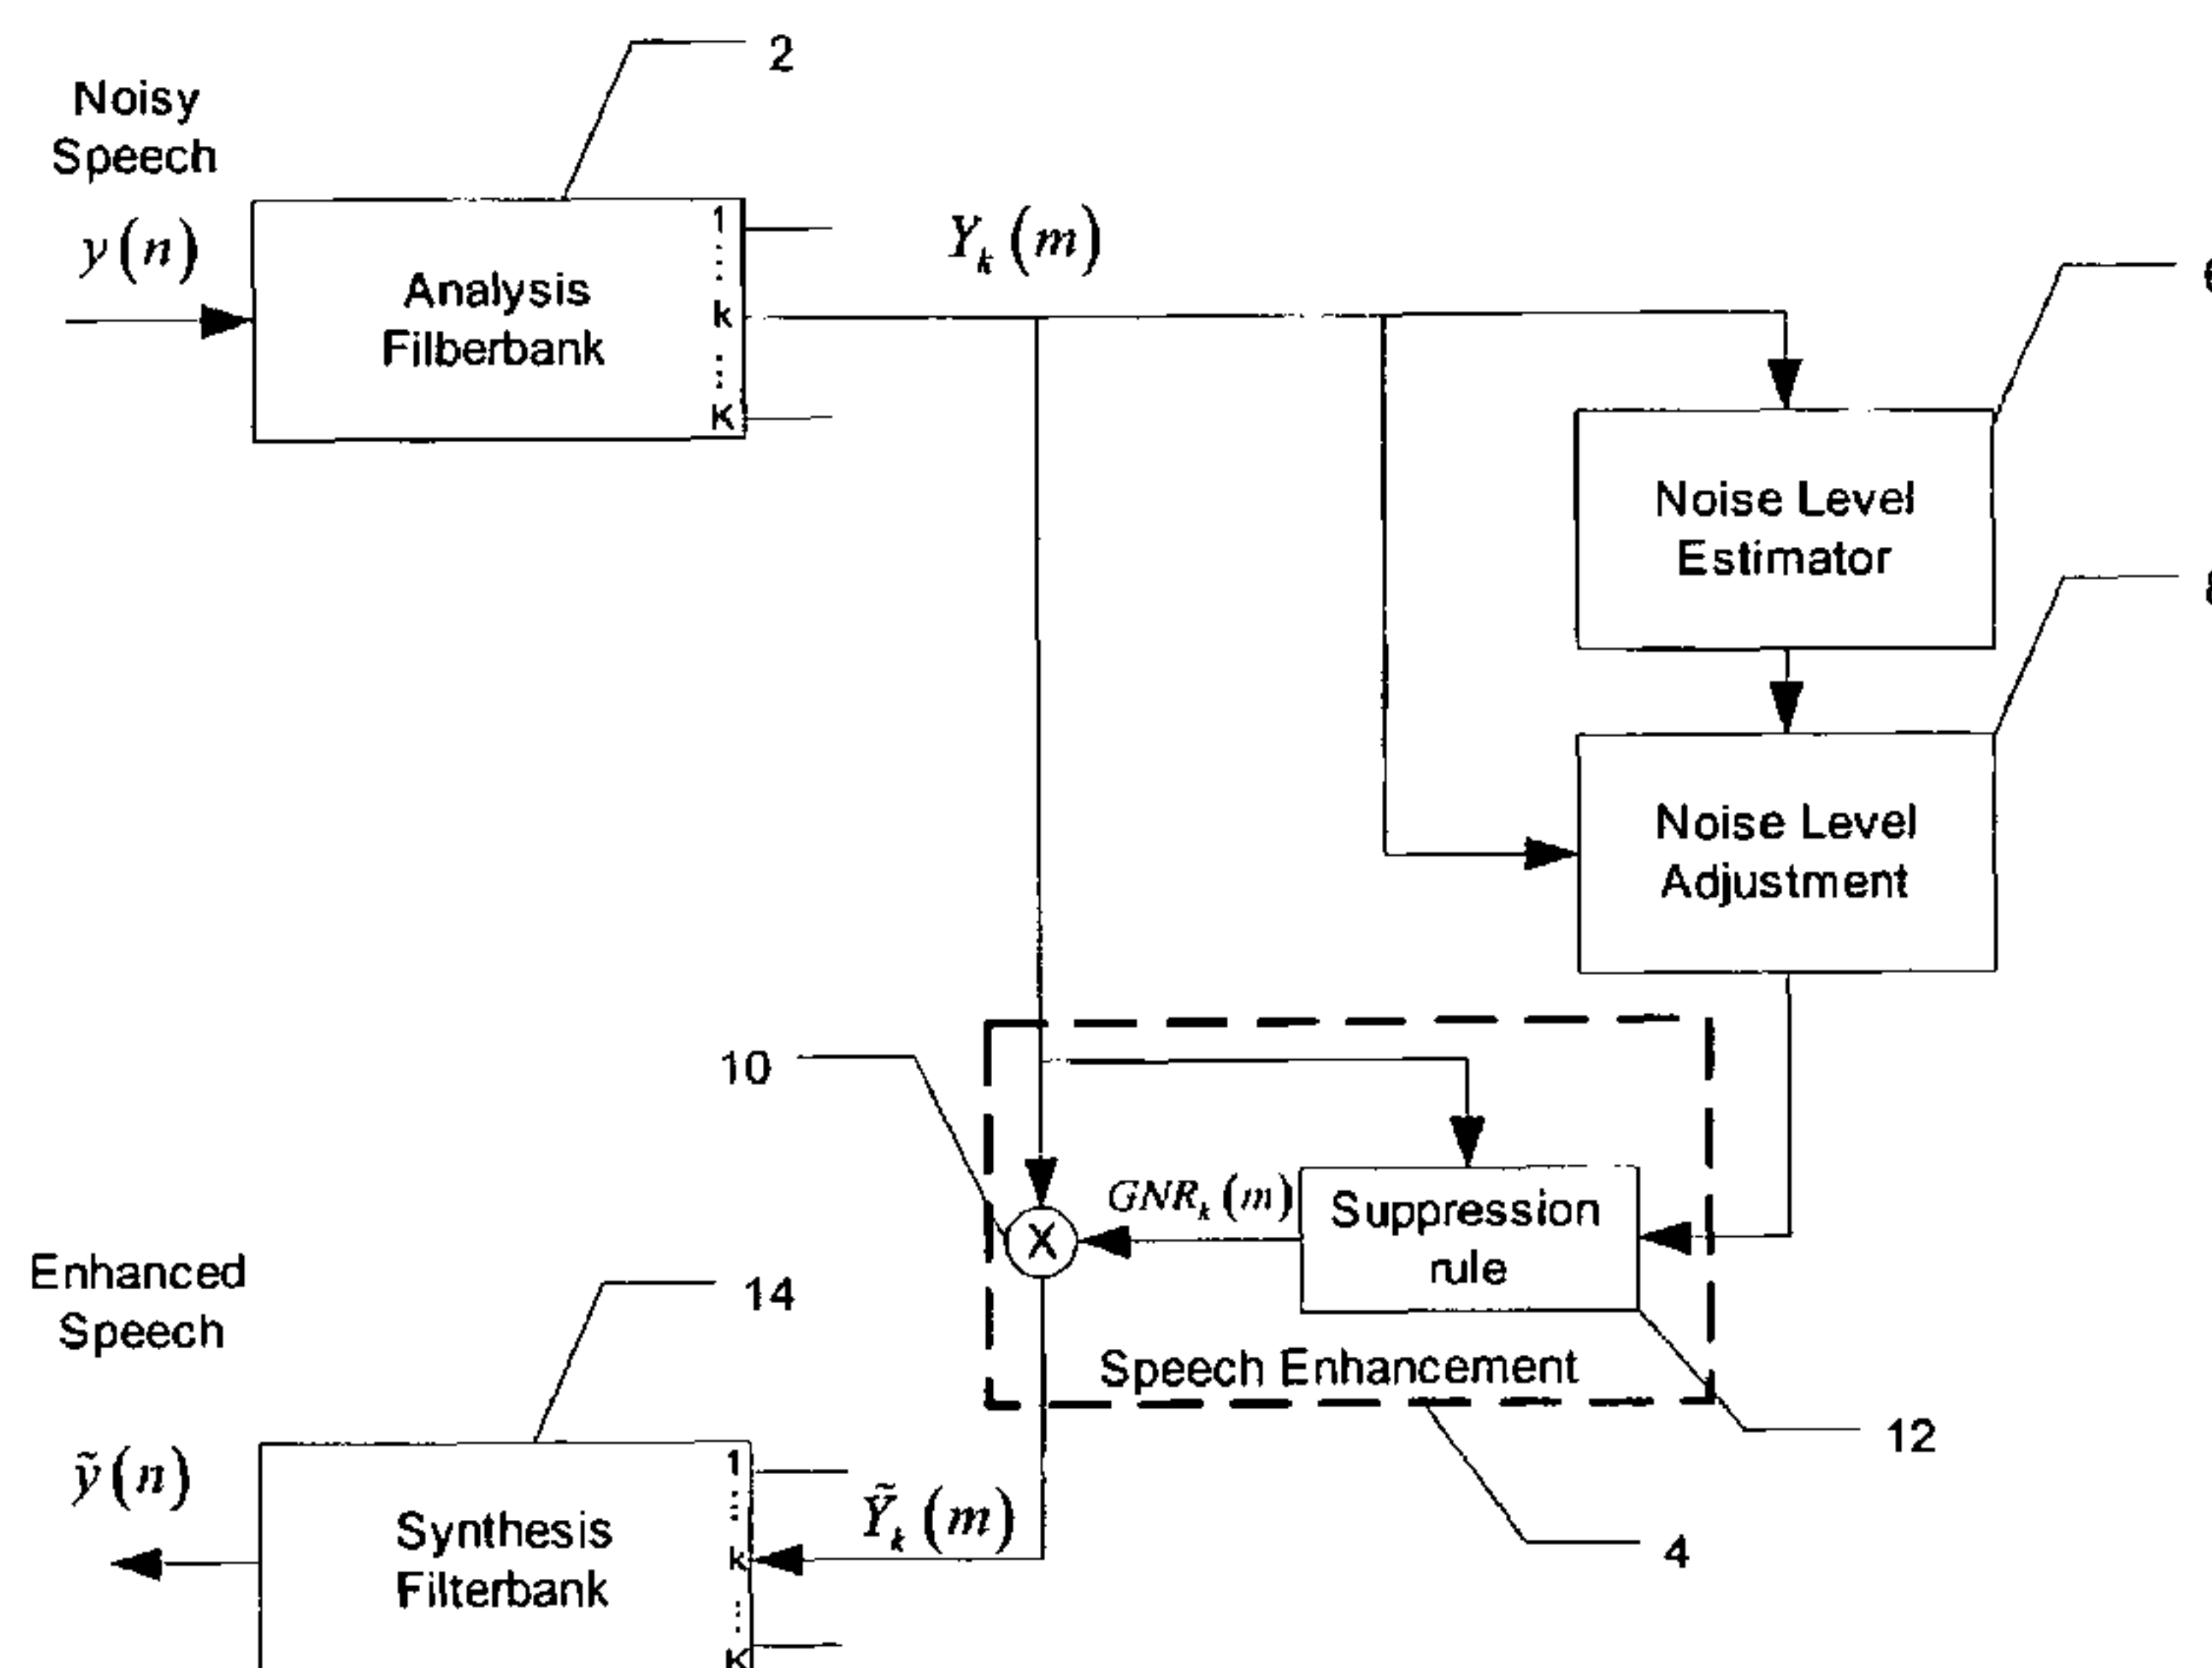 2
Noisy
Speech
y(n)
Analysis
Filberbank
1
k
K
Y_k(m)
Noise Level
Estimator
Noise Level
Adjustment
10
GNR_k(m)
X
Suppression
rule
Speech Enhancement
12
4
Enhanced
Speech
14
ỹ(n)
Synthesis
Filterbank
1
k
K
Ỹ_k(m)